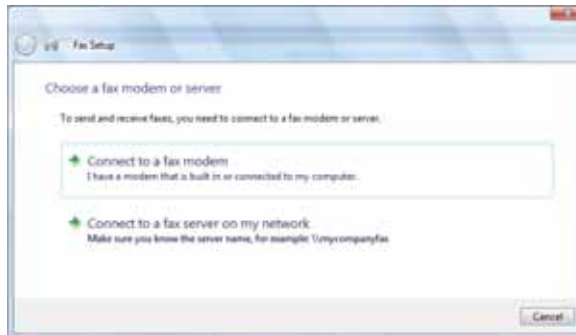 Fax Setup
Choose a fax modem or server
To send and receive faxes, you need to connect to a fax modem or server.
Connect to a fax modem
I have a modem that is built in or connected to my computer.
Connect to a fax server on my network
Make sure you know the server name, for example: \\mycompanyfax
Cancel